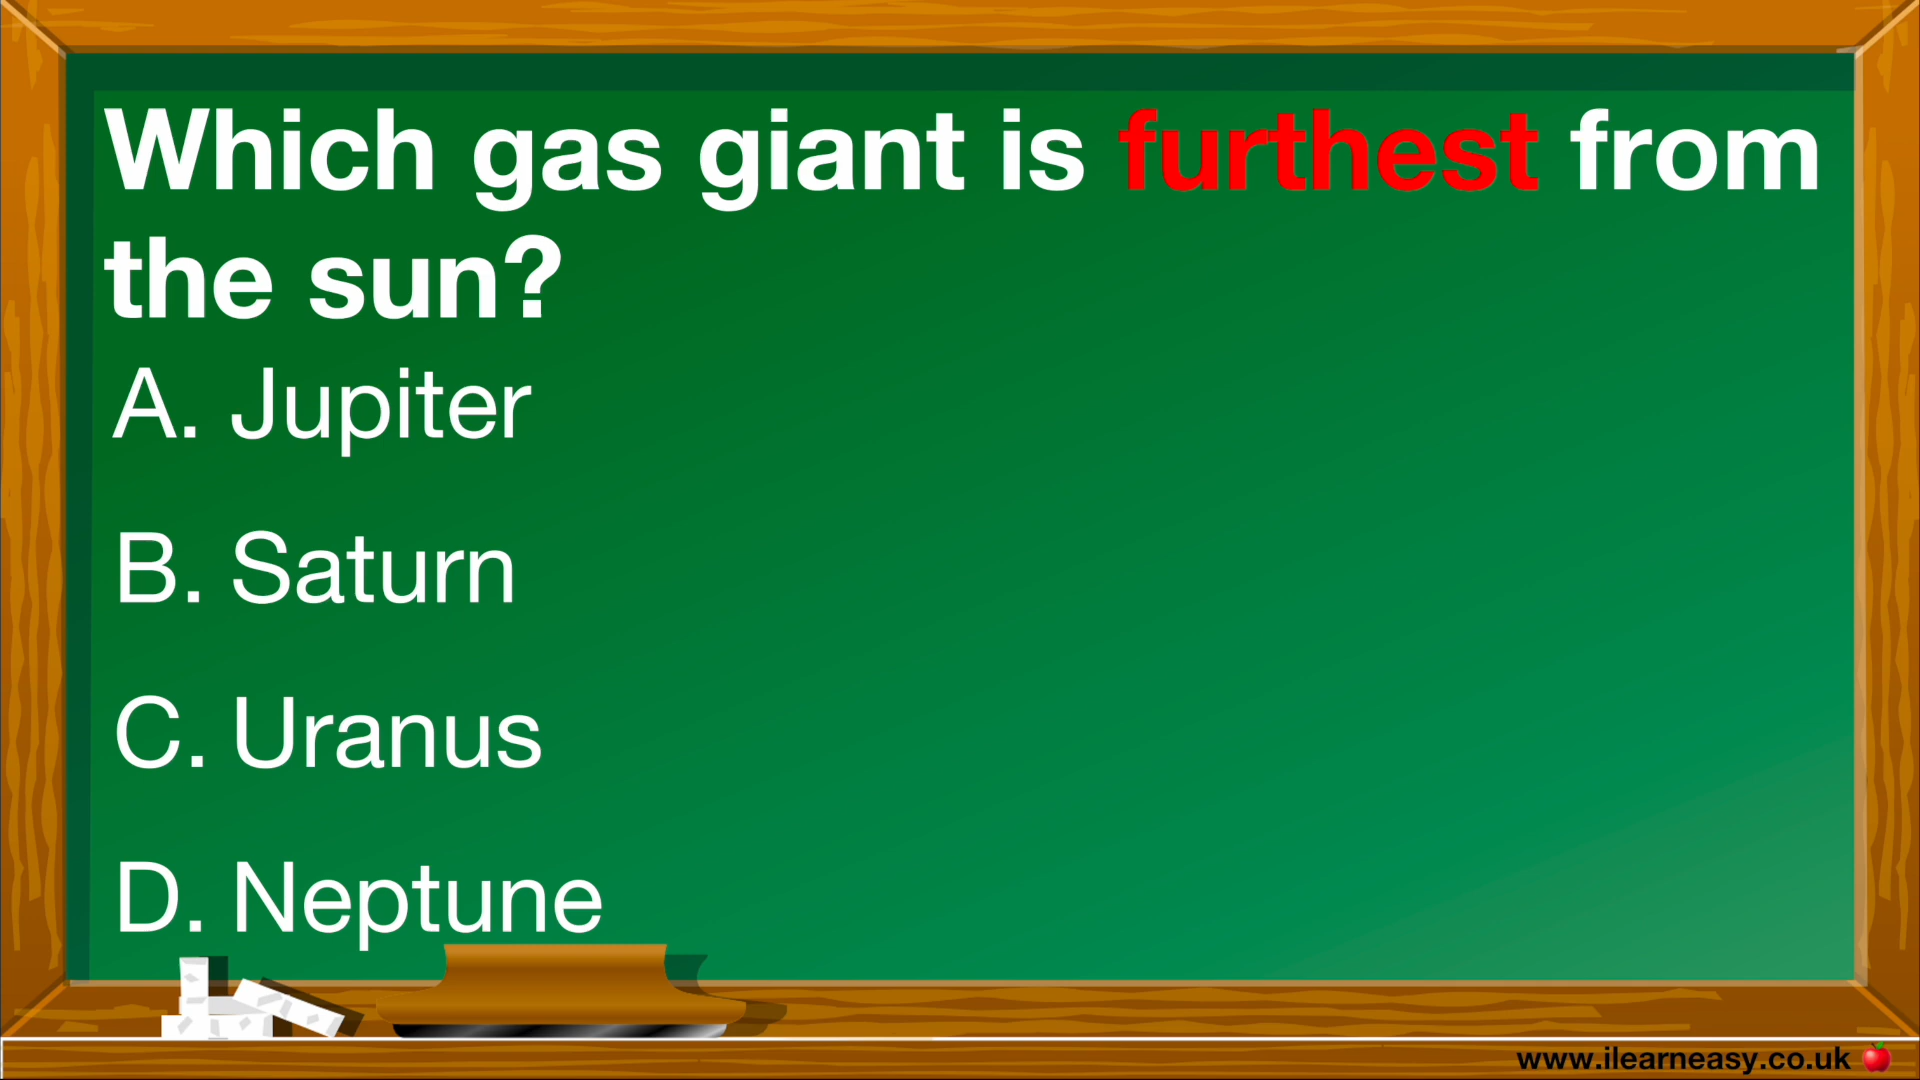 Which gas giant is furthest from
the sun?
A. Jupiter
B. Saturn
C. Uranus
D. Neptune
www.ilearneasy.co.uk